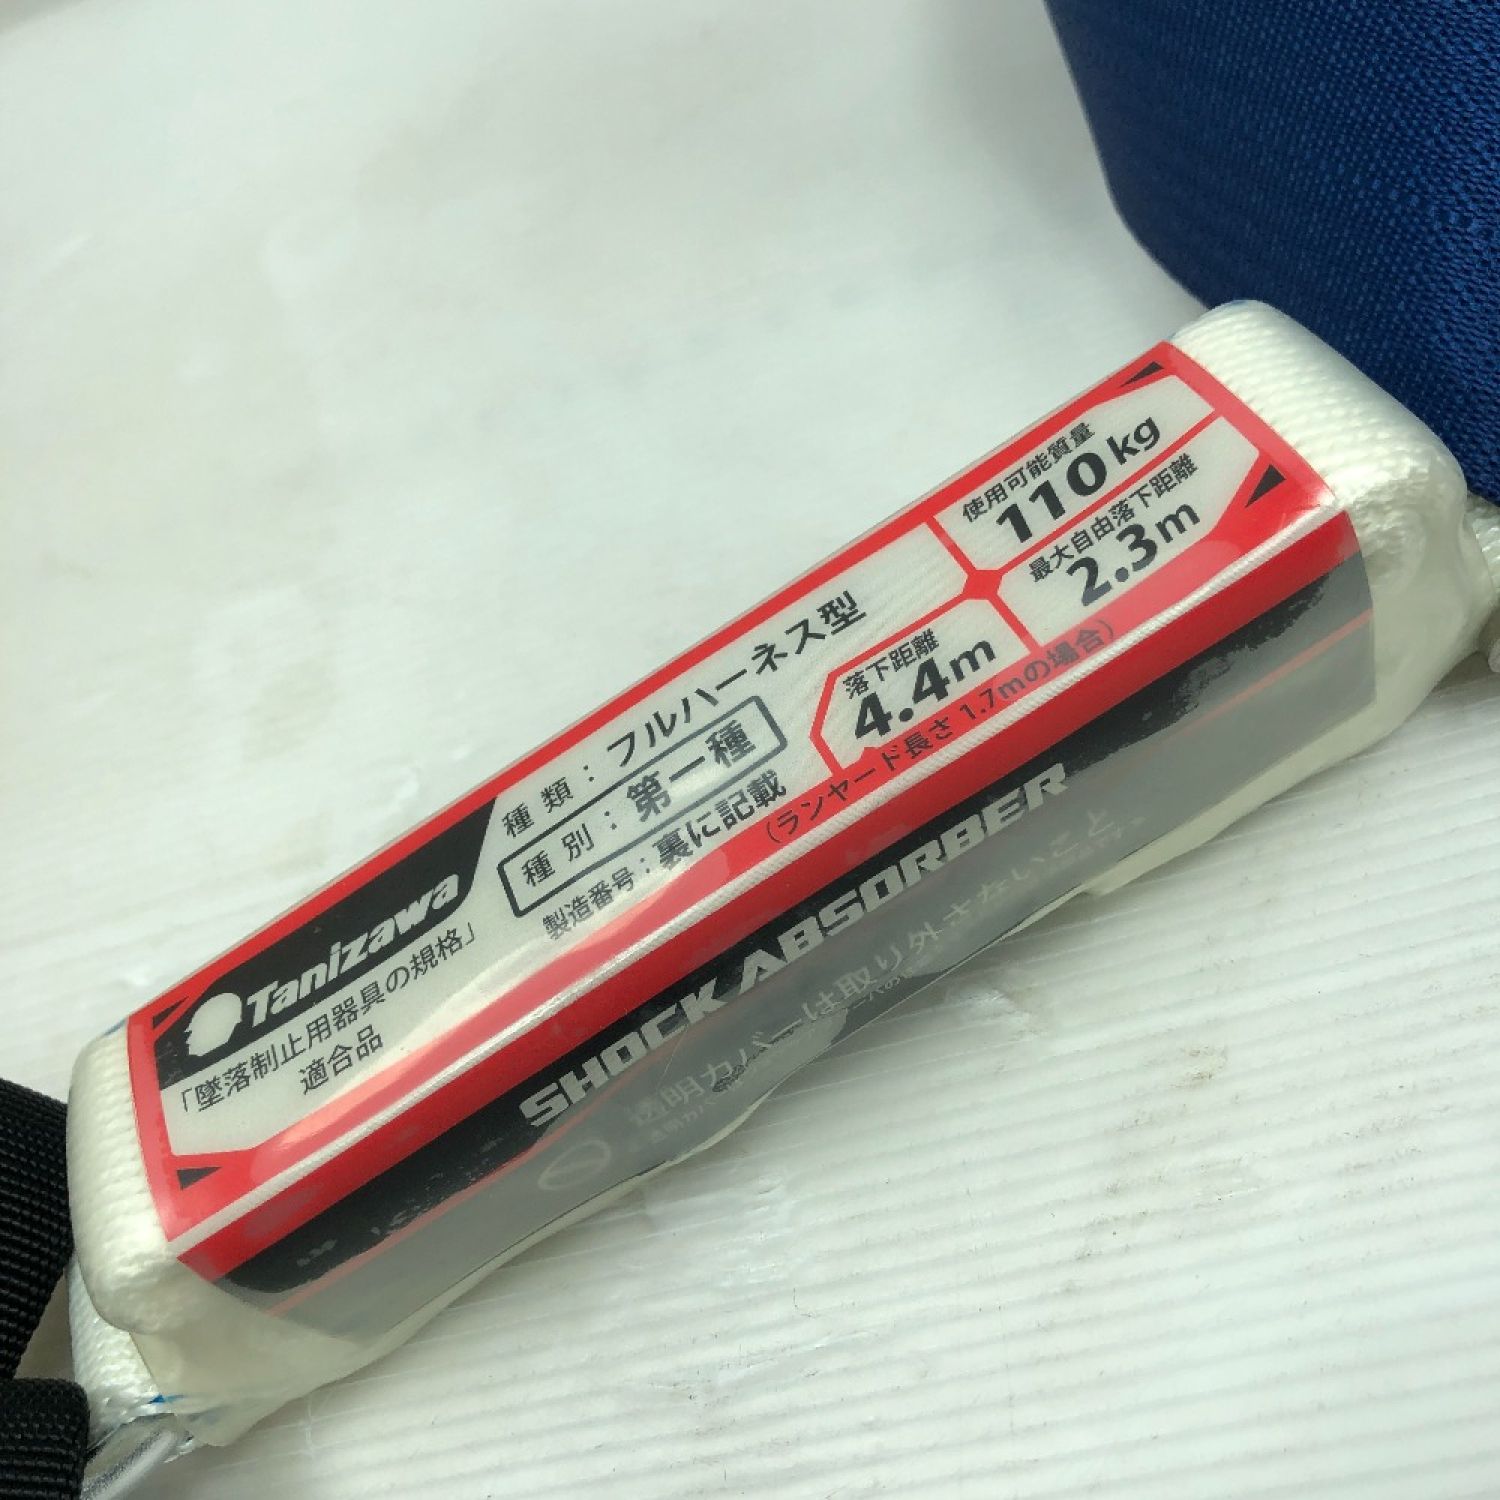 Tanizawa
「墜落制止用器具の規格」
適合品
種類：フルハーネス型
種別：第一種
製造番号：裏に記載
使用可能質量
110kg
最大自由落下距離
2.3m
落下距離
4.4m
（ランヤード長さ 1.7mの場合）
SHOCK ABSORBER
透明カバーは取り外さないこと